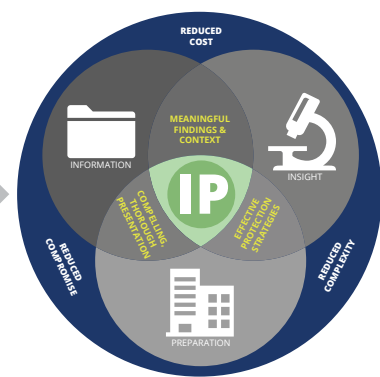 REDUCED
COST
MEANINGFUL
FINDINGS &
CONTEXT
INFORMATION
INSIGHT
COMPELLING,
THOROUGH
PRESENTATION
IP
EFFECTIVE
PROTECTION
STRATEGIES
REDUCED
COMPROMISE
REDUCED
COMPLEXITY
PREPARATION